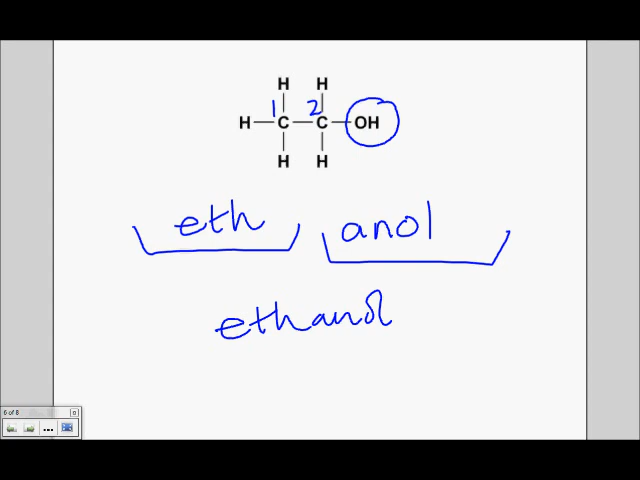 H H
1 2
H C C OH
H H
eth anol
ethanol
6 of 8
...